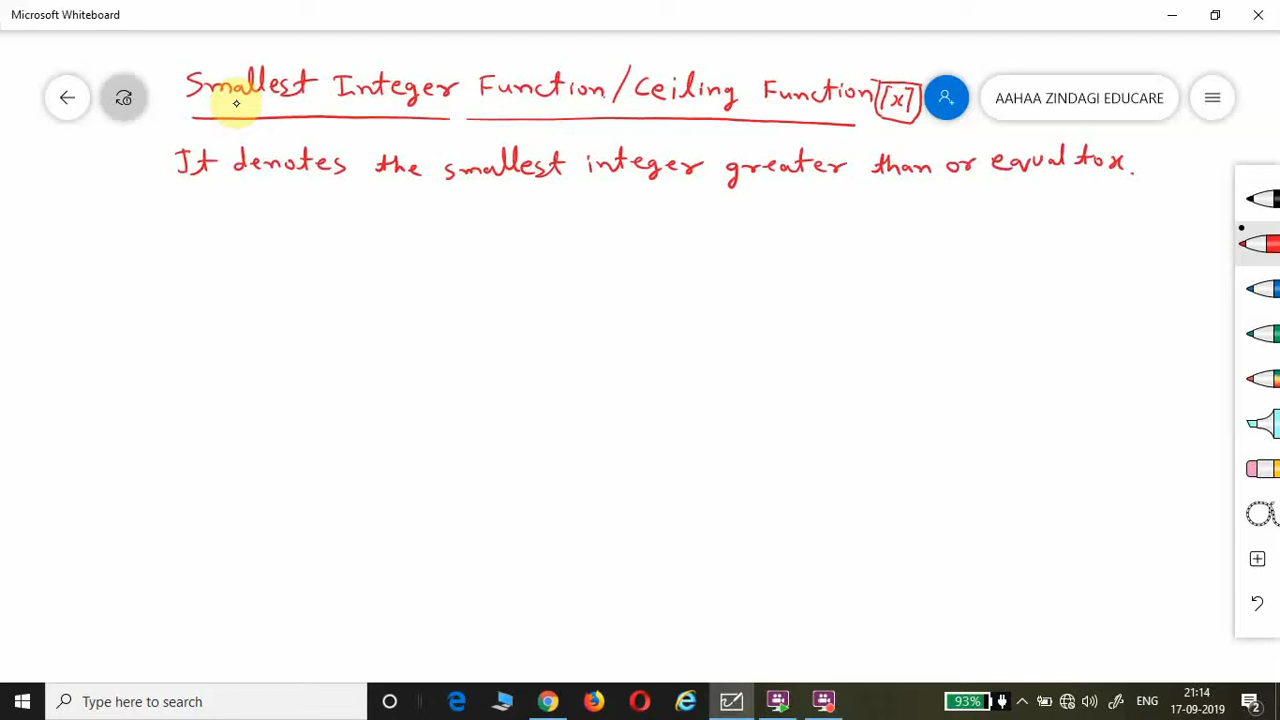 Microsoft Whiteboard
Smallest Integer Function/Ceiling Function ⌈x⌉
AAHAA ZINDAGI EDUCARE
It denotes the smallest integer greater than or equal to x.
Type here to search
93%
ENG
21:14
17-09-2019
2